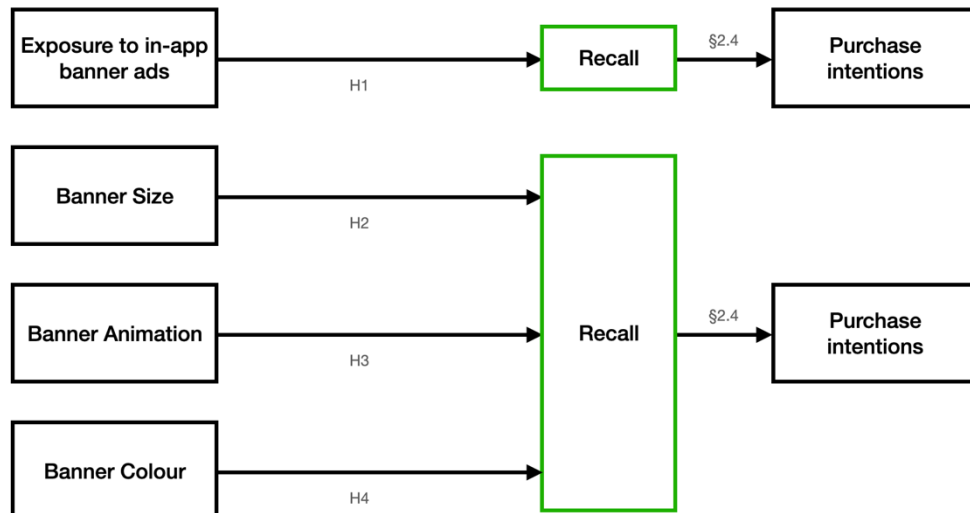 Exposure to in-app
banner ads
H1
Recall
§2.4
Purchase
intentions
Banner Size
H2
Banner Animation
H3
Recall
§2.4
Purchase
intentions
Banner Colour
H4